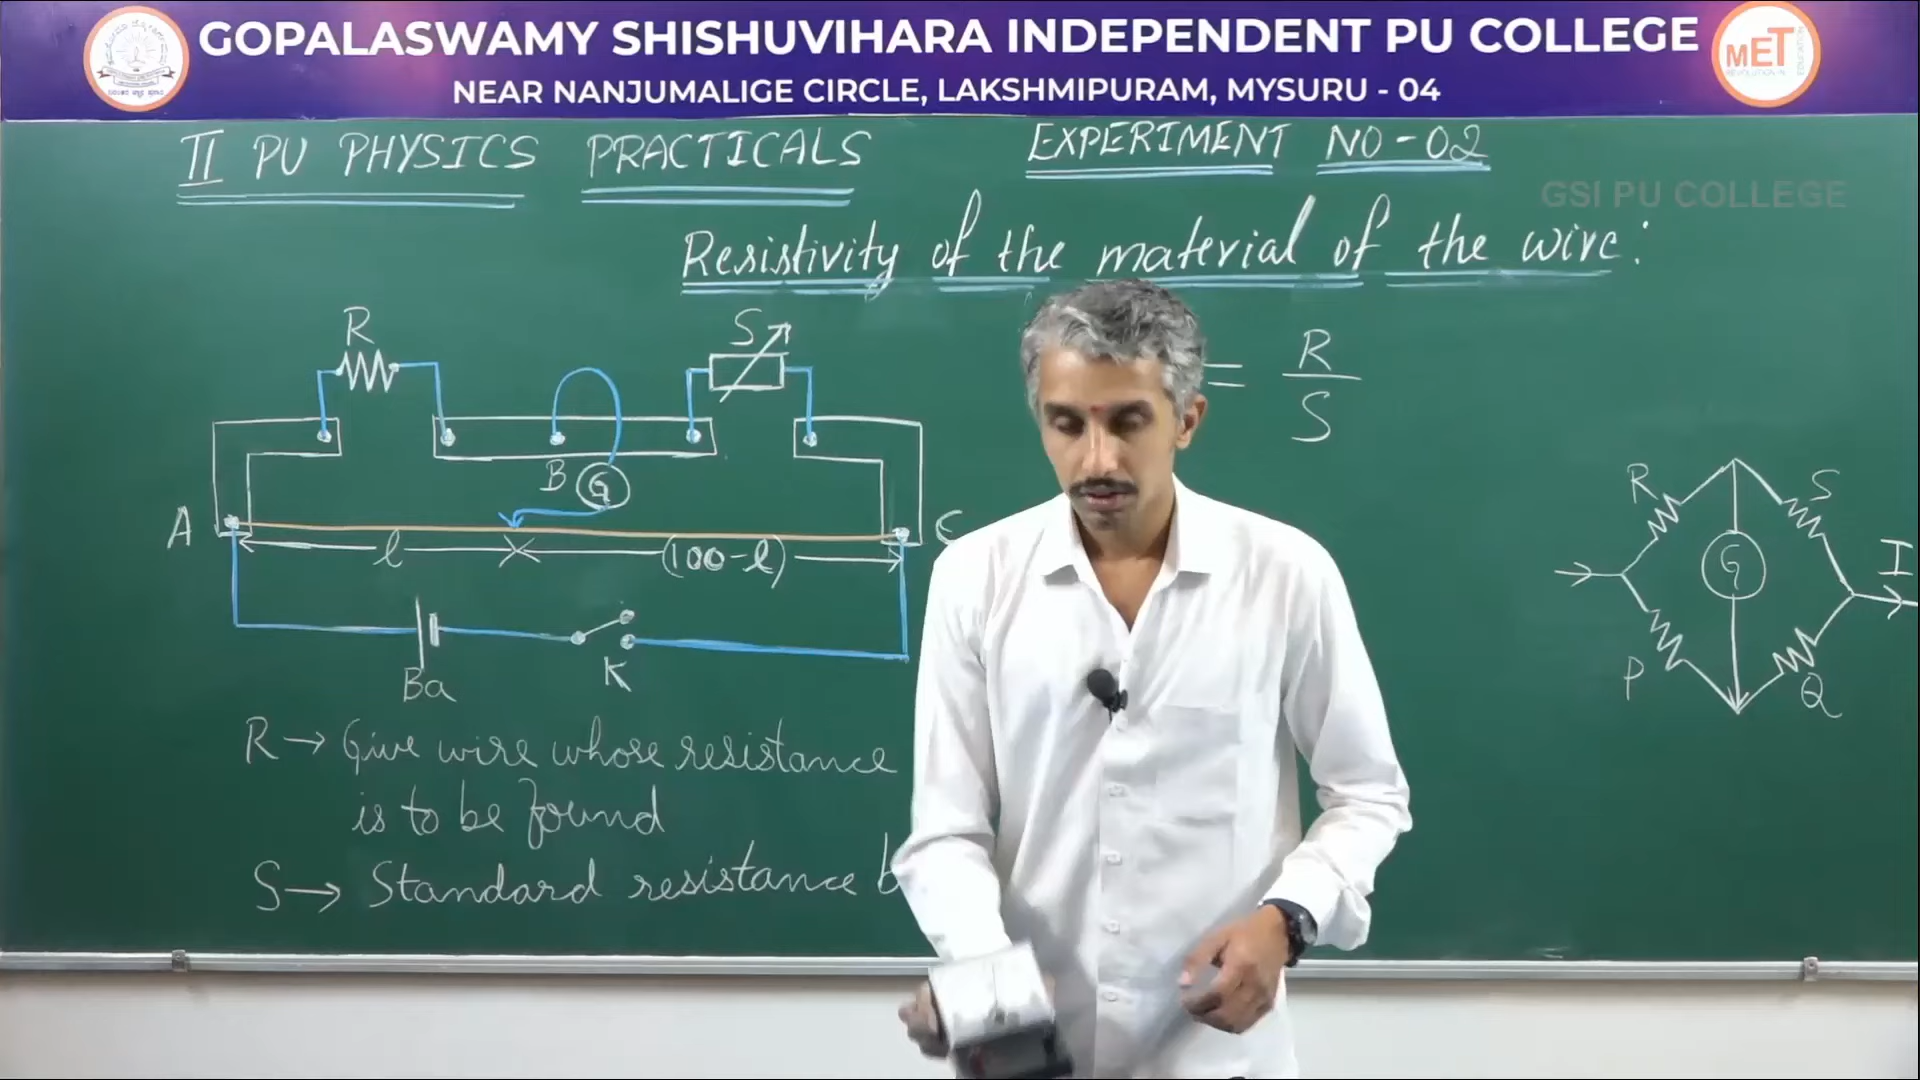 GOPALASWAMY SHISHUVIHARA INDEPENDENT PU COLLEGE
NEAR NANJUMALIGE CIRCLE, LAKSHMIPURAM, MYSURU - 04
MET
II PU PHYSICS PRACTICALS
EXPERIMENT NO-02
GSI PU COLLEGE
Resistivity of the material of the wire:
R
S
= R
S
B
G
A
C
l
(100-l)
Ba
K
R
S
G
I
P
Q
R → Give wire whose resistance
is to be found
S → Standard resistance